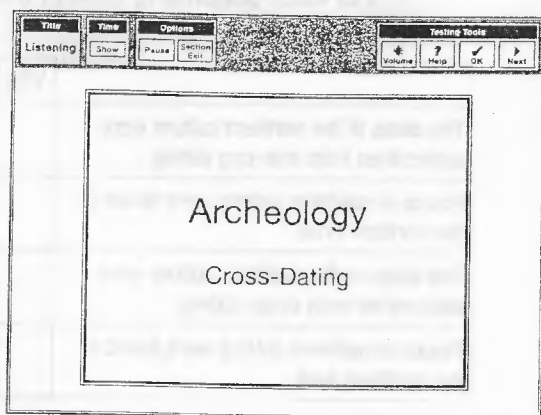 Title
Time
Options
Testing Tools
Listening
Show
Pause
Section
Exit
Volume
Help
OK
Next
Archeology
Cross-Dating